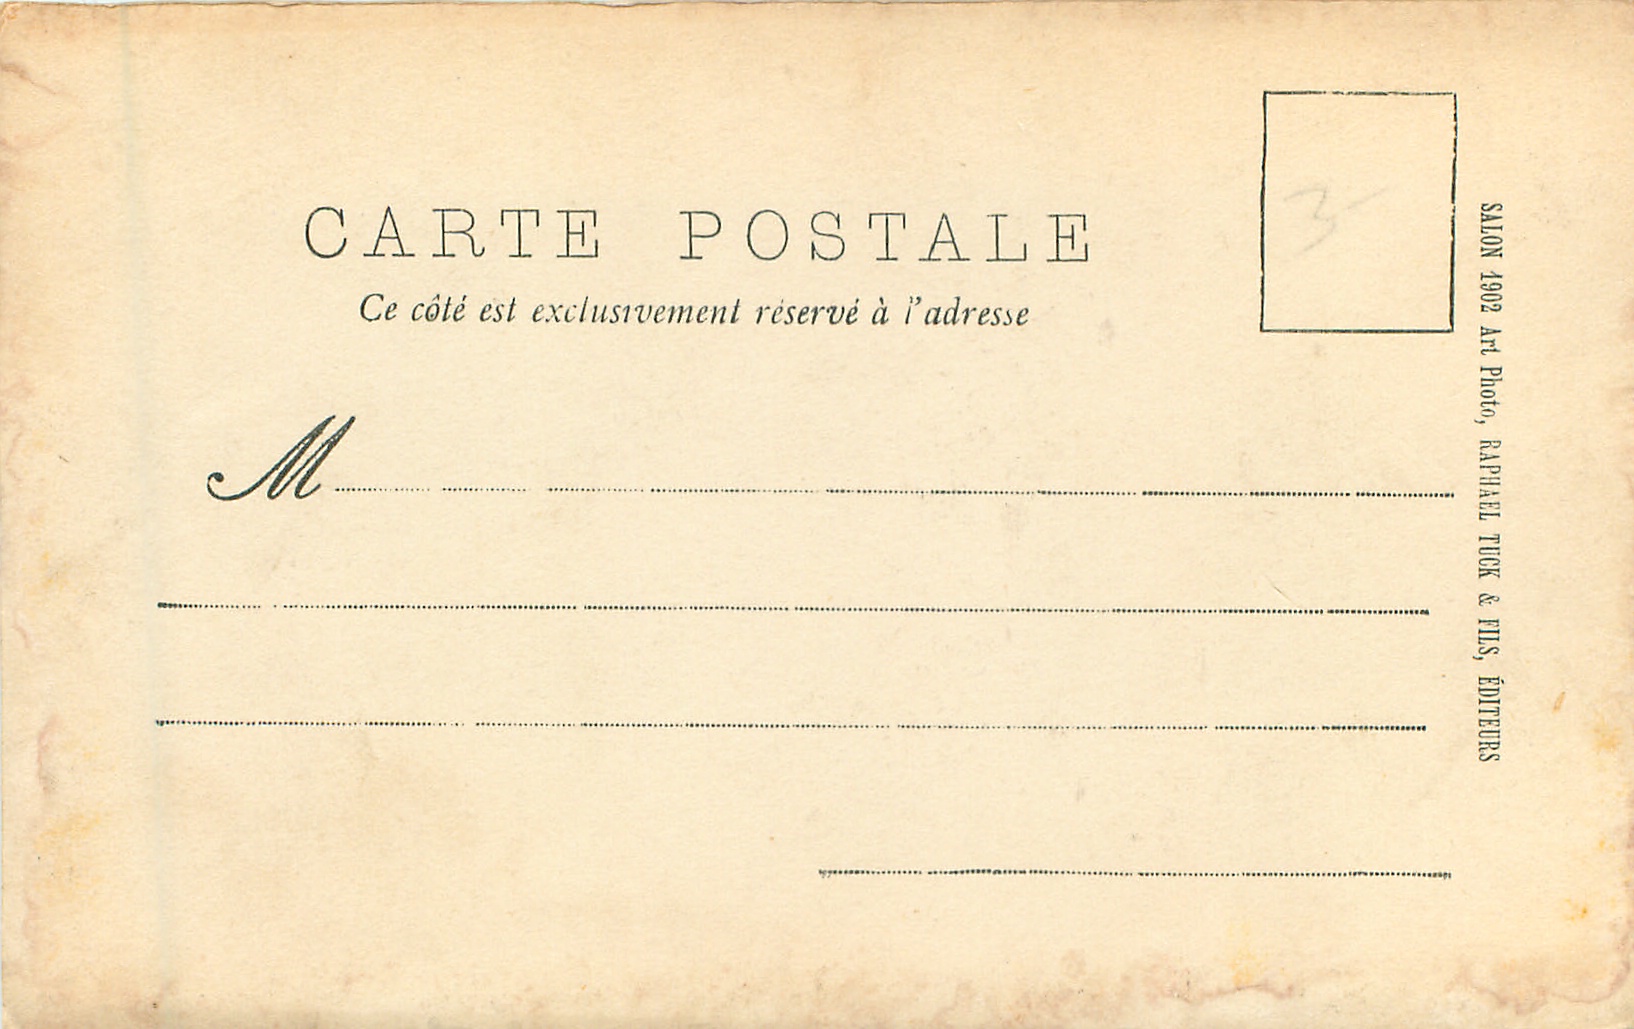 CARTE POSTALE
Ce côté est exclusivement réservé à l'adresse
M
3
SALON 1902 Art Photo, RAPHAEL TUCK & FILS, ÉDITEURS